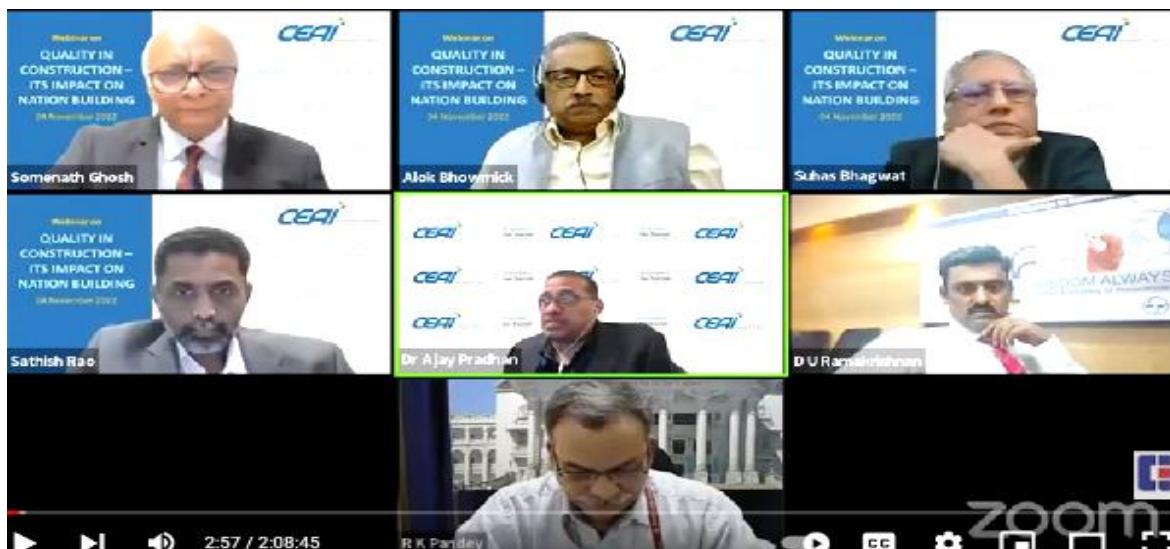 Webinar on
QUALITY IN
CONSTRUCTION –
ITS IMPACT ON
NATION BUILDING
04 November 2022
CEAI
Somenath Ghosh
Webinar on
QUALITY IN
CONSTRUCTION –
ITS IMPACT ON
NATION BUILDING
04 November 2022
CEAI
Alok Bhowmick
Webinar on
QUALITY IN
CONSTRUCTION –
ITS IMPACT ON
NATION BUILDING
04 November 2022
CEAI
Suhas Bhagwat
Webinar on
QUALITY IN
CONSTRUCTION –
ITS IMPACT ON
NATION BUILDING
04 November 2022
CEAI
Sathish Rao
CEAI CEAI CEAI
CEAI CEAI
CEAI CEAI
Dr Ajay Pradhan
ALWAYS
D U Ramakrishnan
R K Pandey
zoom
2:57 / 2:08:45
CC